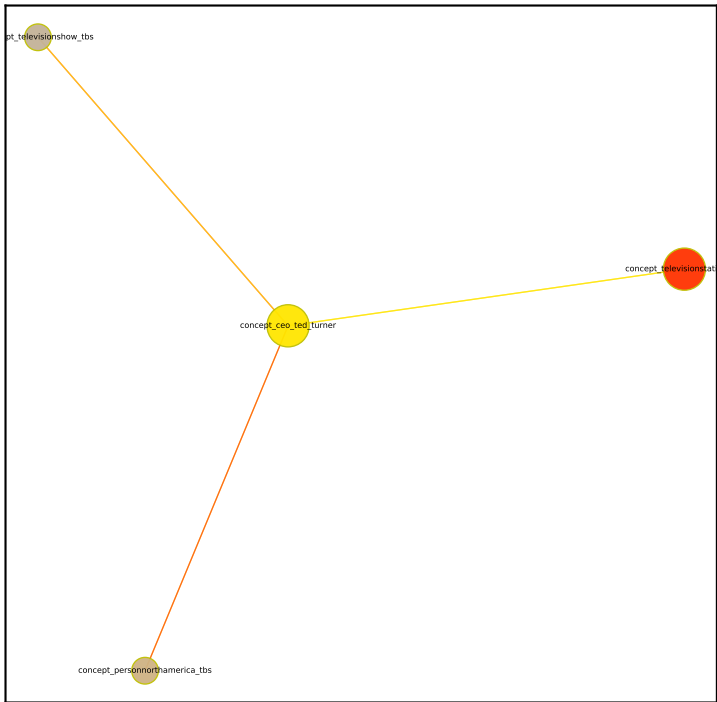 pt_televisionshow_tbs
concept_televisionstati
concept_ceo_ted_turner
concept_personnorthamerica_tbs